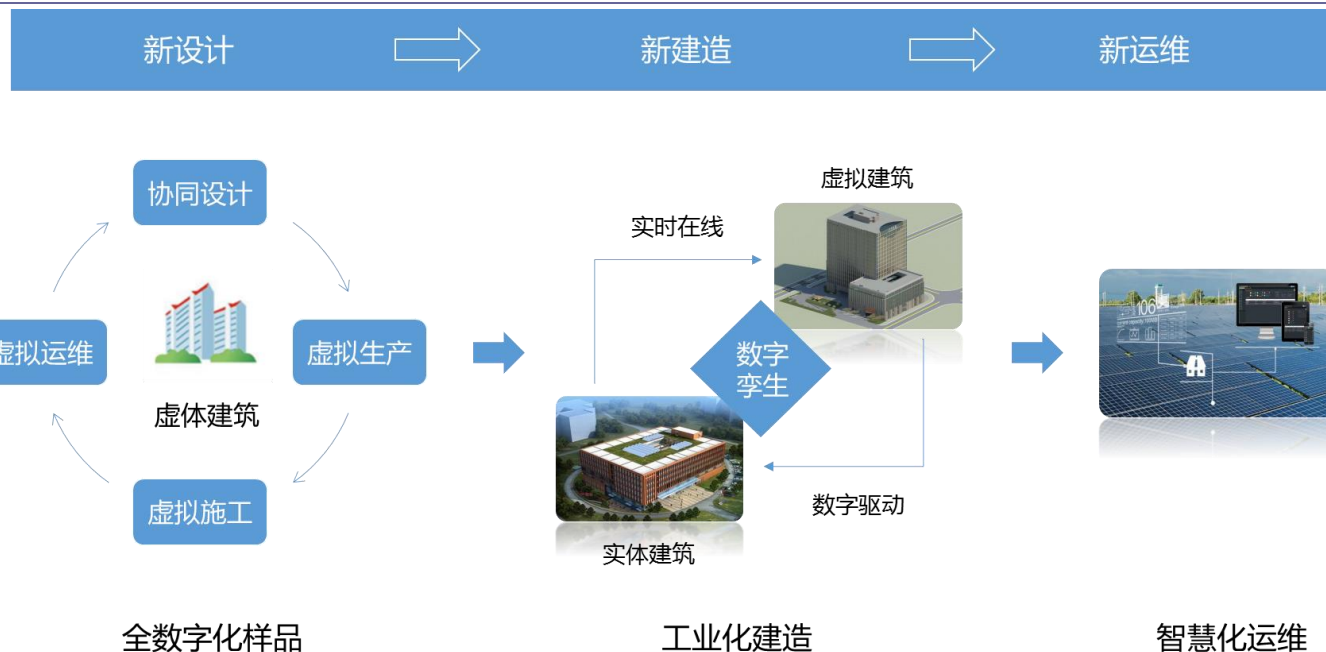 新设计
新建造
新运维
协同设计
虚拟运维
虚拟生产
虚体建筑
虚拟施工
虚拟建筑
实时在线
数字
孪生
数字驱动
实体建筑
106
全数字化样品
工业化建造
智慧化运维